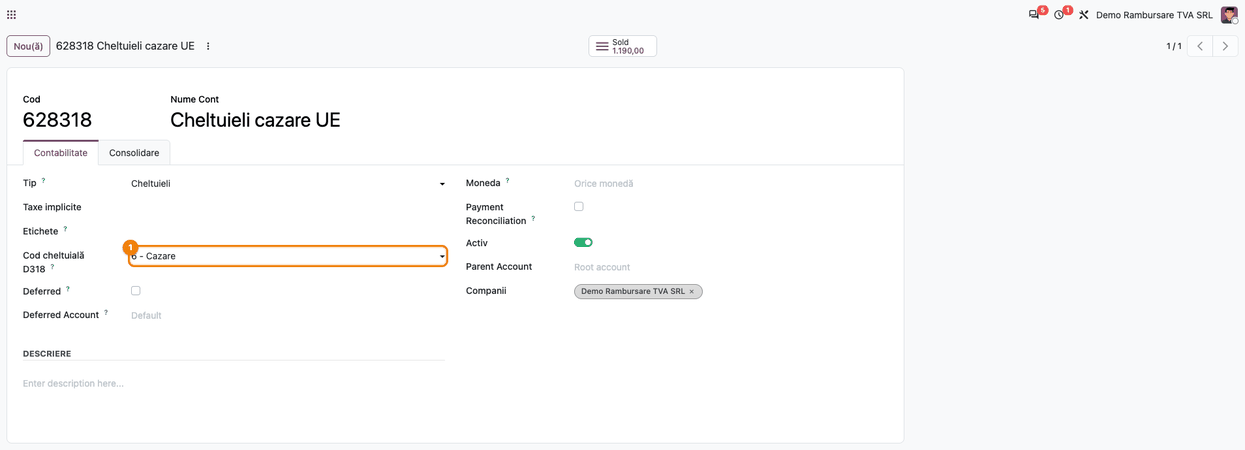 5
1
Demo Rambursare TVA SRL
Nou(ă)
628318 Cheltuieli cazare UE
Sold
1.190,00
1 / 1
Cod
Nume Cont
628318
Cheltuieli cazare UE
Contabilitate
Consolidare
Tip ?
Cheltuieli
Moneda ?
Orice monedă
Taxe implicite
Payment
Reconciliation ?
Etichete ?
Activ
1
Cod cheltuială
D318 ?
6 - Cazare
Parent Account
Root account
Deferred ?
Companii
Demo Rambursare TVA SRL ×
Deferred Account ?
Default
DESCRIERE
Enter description here...